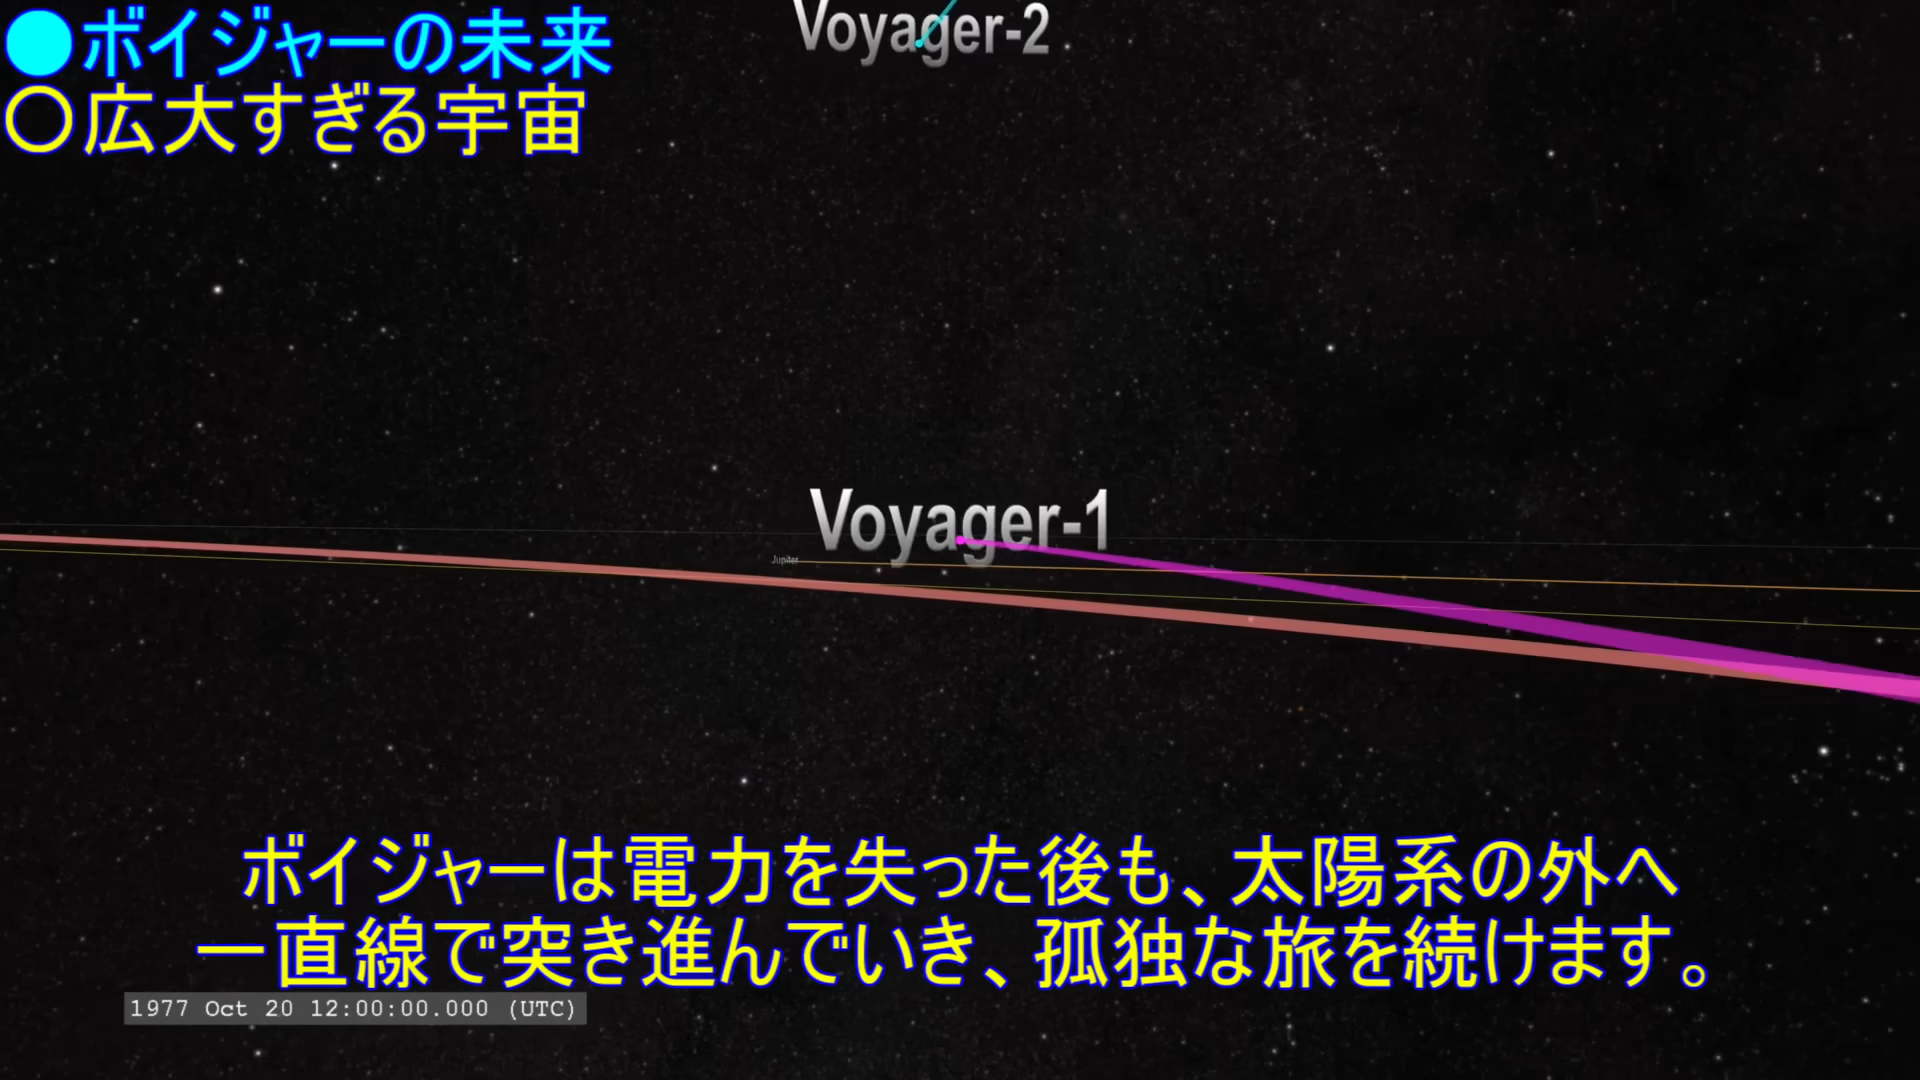 ●ボイジャーの未来
〇広大すぎる宇宙
Voyager-2
Voyager-1
Jupiter
ボイジャーは電力を失った後も、太陽系の外へ
一直線で突き進んでいき、孤独な旅を続けます。
1977 Oct 20 12:00:00.000 (UTC)